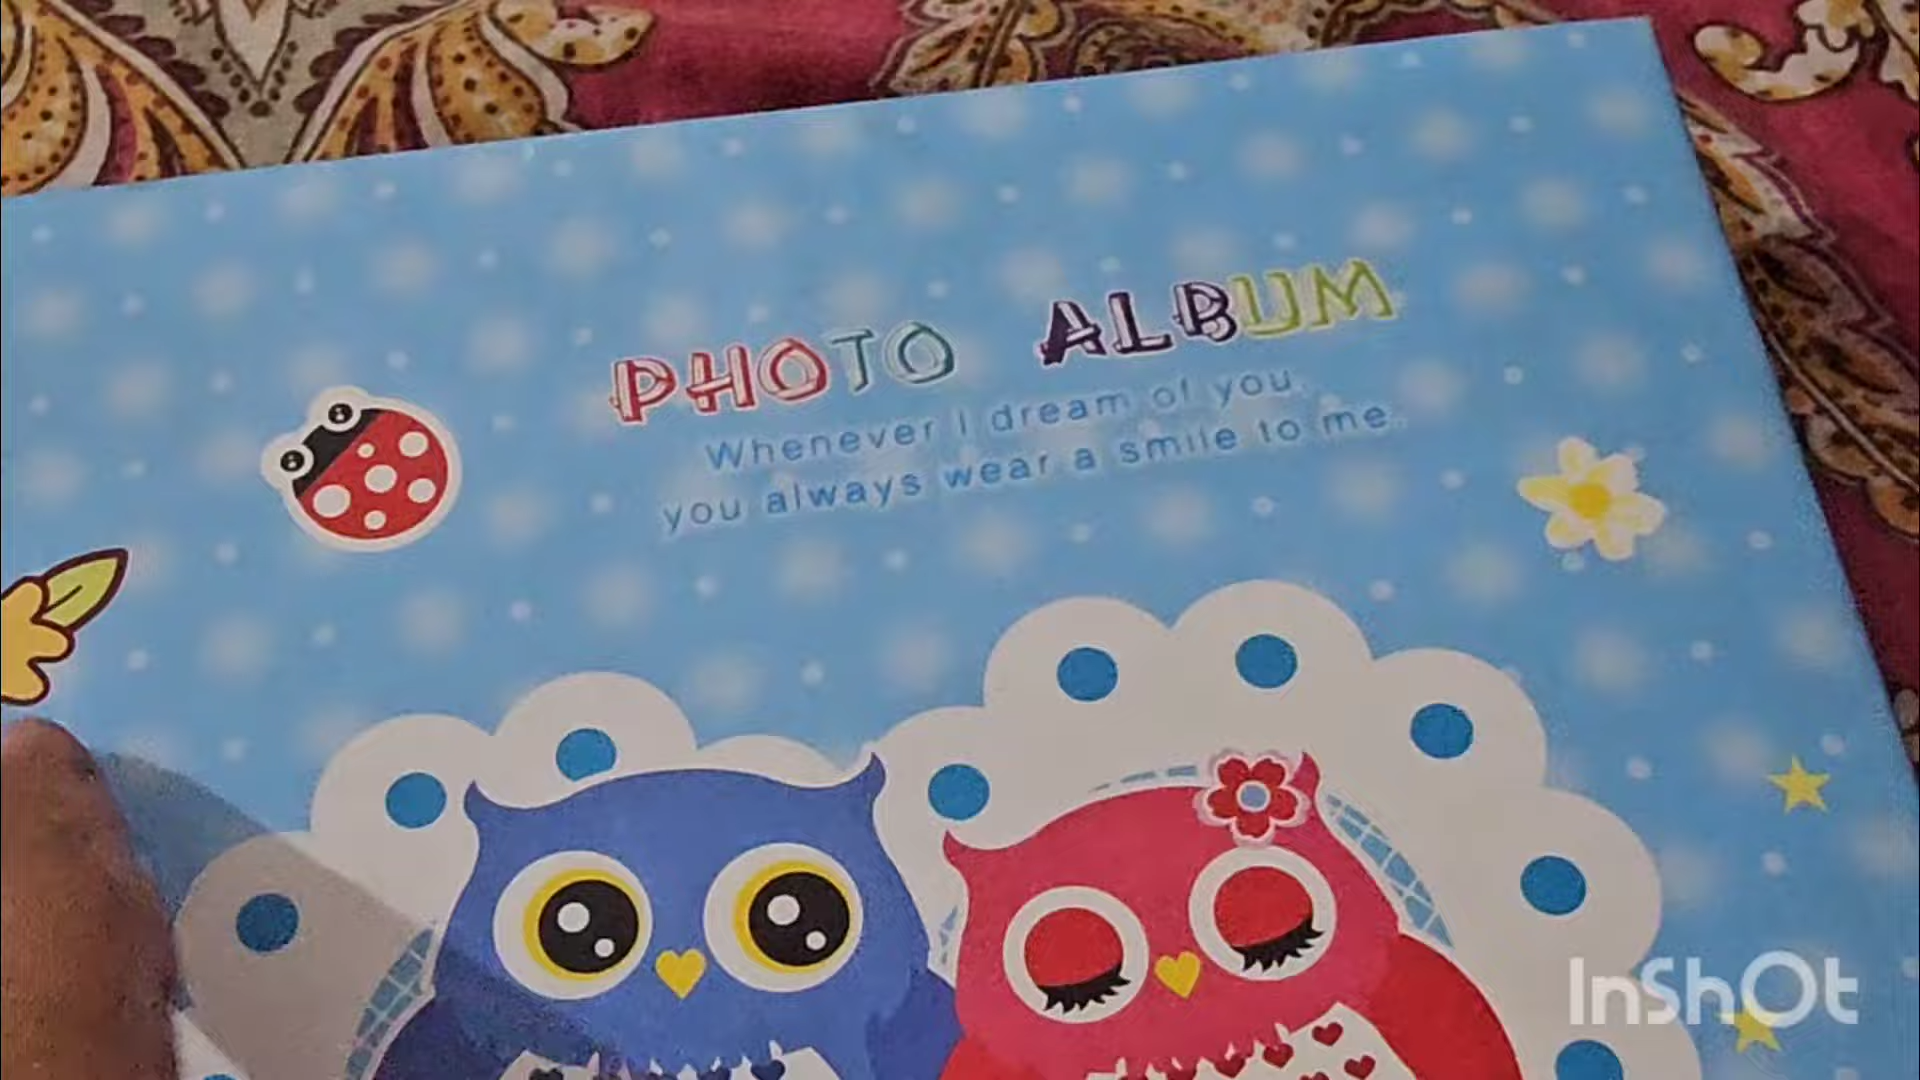 PHOTO ALBUM
Whenever I dream of you,
you always wear a smile to me.
InShOt